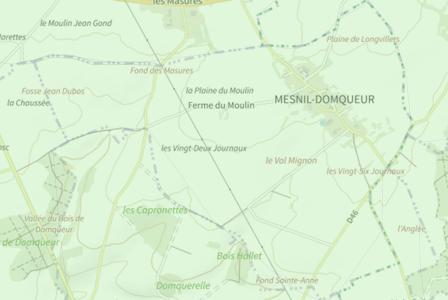 les Masures
le Moulin Jean Gond
Plaine de Longvillers
Fond des Masures
Fosse Jean Dubos
la Chaussée
la Plaine du Moulin
Ferme du Moulin
MESNIL-DOMQUEUR
les Vingt-Deux Journaux
le Val Mignon
les Vingt-Six Journaux
les Capronettes
Vallée du Bois de
Domqueur
de Domqueur
D46
l'Anglée
Bois Hallet
Domquerelle
Fond Sainte-Anne